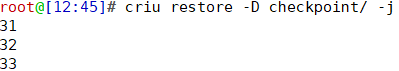 root@[12:45]# criu restore -D checkpoint/ -j
31
32
33